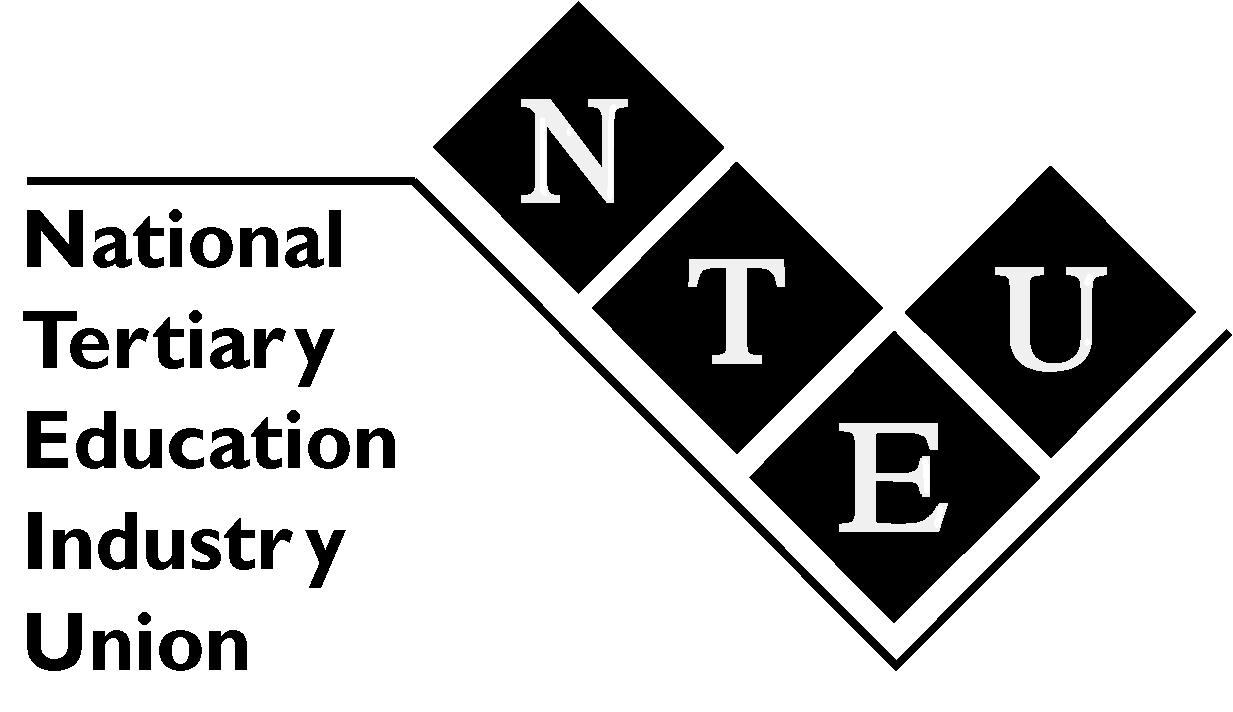 N
T
E
U
National
Tertiary
Education
Industry
Union